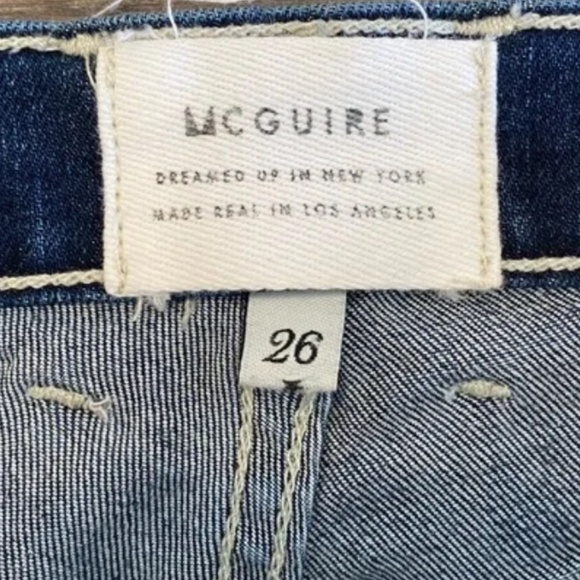 MCGUIRE
DREAMED UP IN NEW YORK
MADE REAL IN LOS ANGELES
26